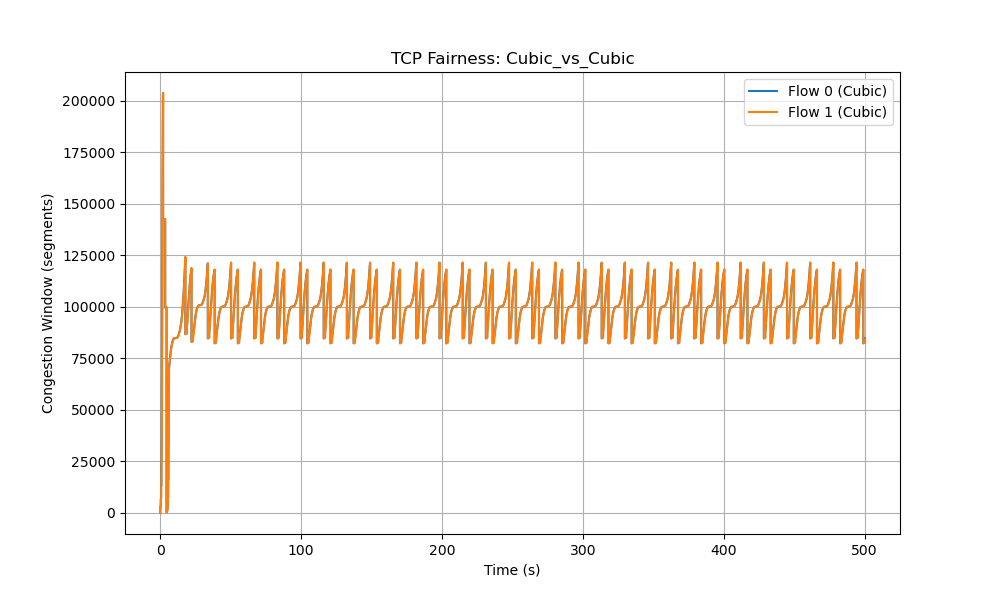 TCP Fairness: Cubic_vs_Cubic
Flow 0 (Cubic)
Flow 1 (Cubic)
Congestion Window (segments)
200000
175000
150000
125000
100000
75000
50000
25000
0
0 100 200 300 400 500
Time (s)